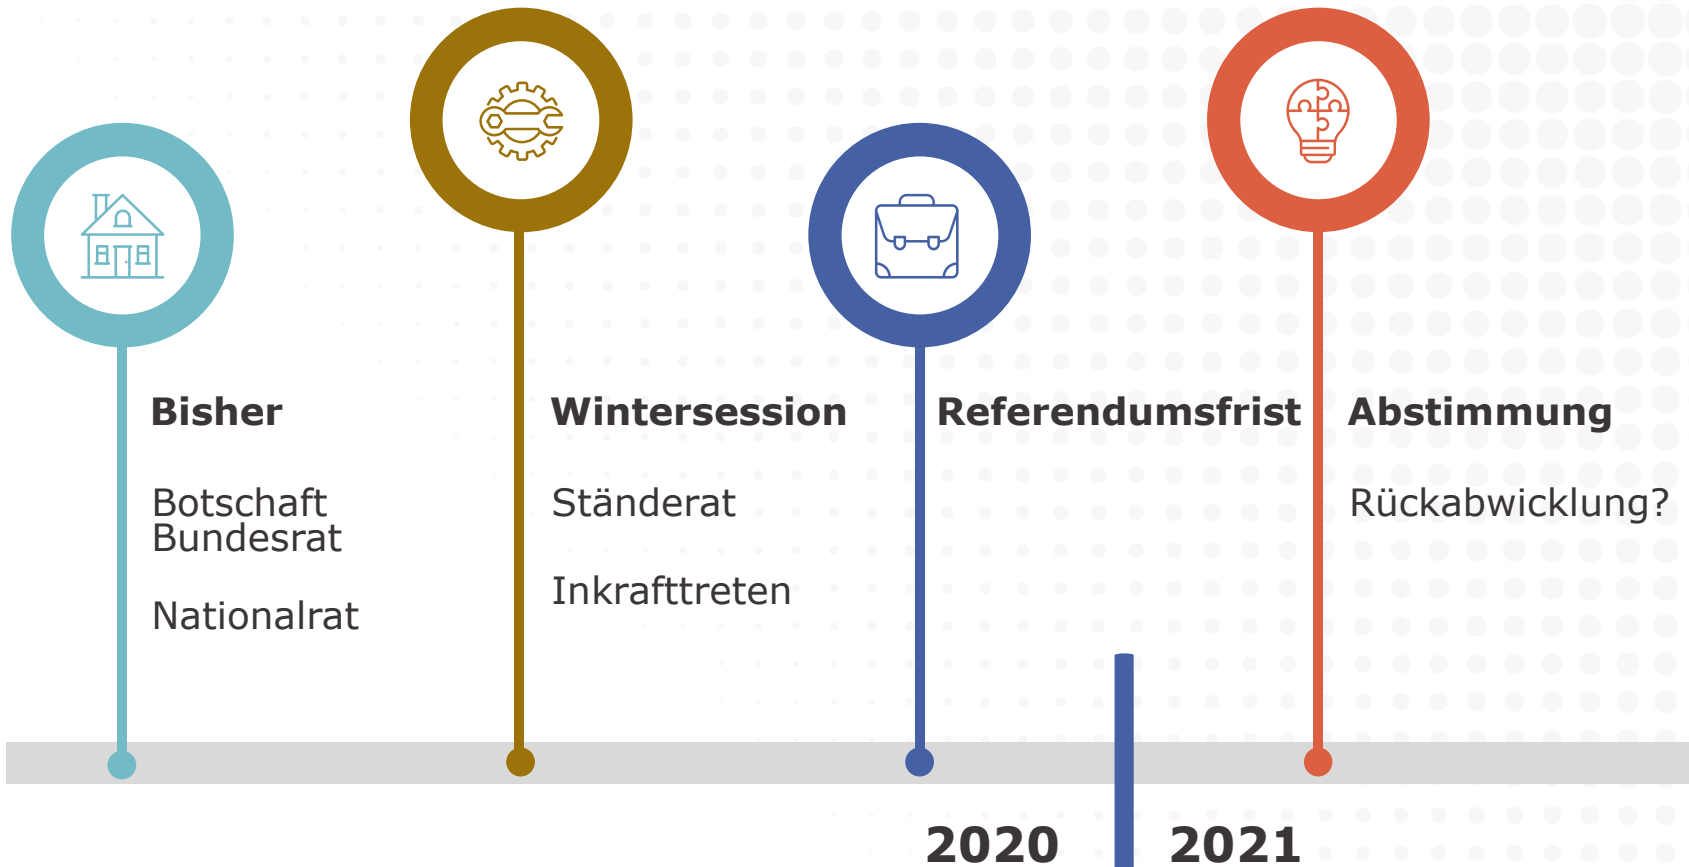 Bisher
Botschaft
Bundesrat
Nationalrat
Wintersession
Ständerat
Inkrafttreten
Referendumsfrist
Abstimmung
Rückabwicklung?
2020
2021